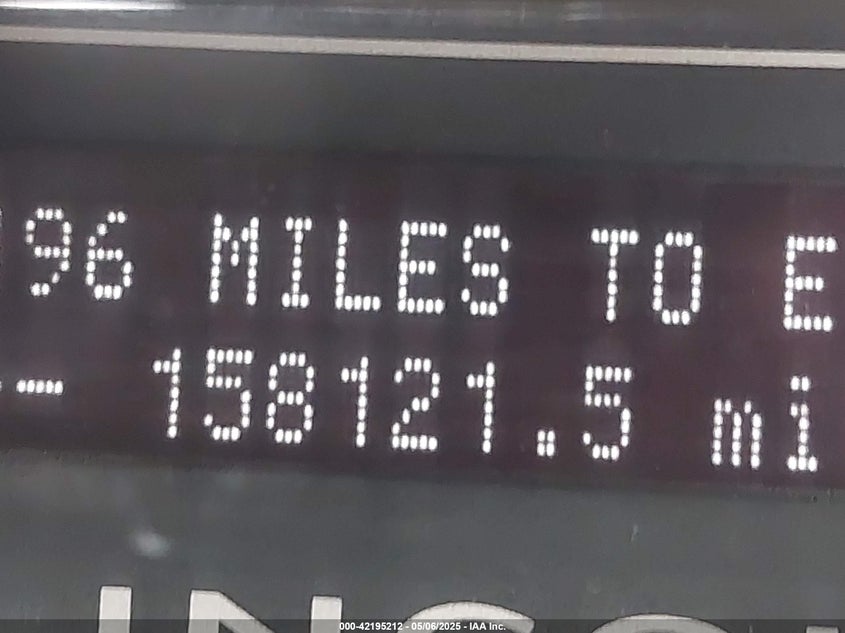 96 MILES TO E
-- 158121.5 mi
000-42195212 - 05/06/2025 - IAA Inc.